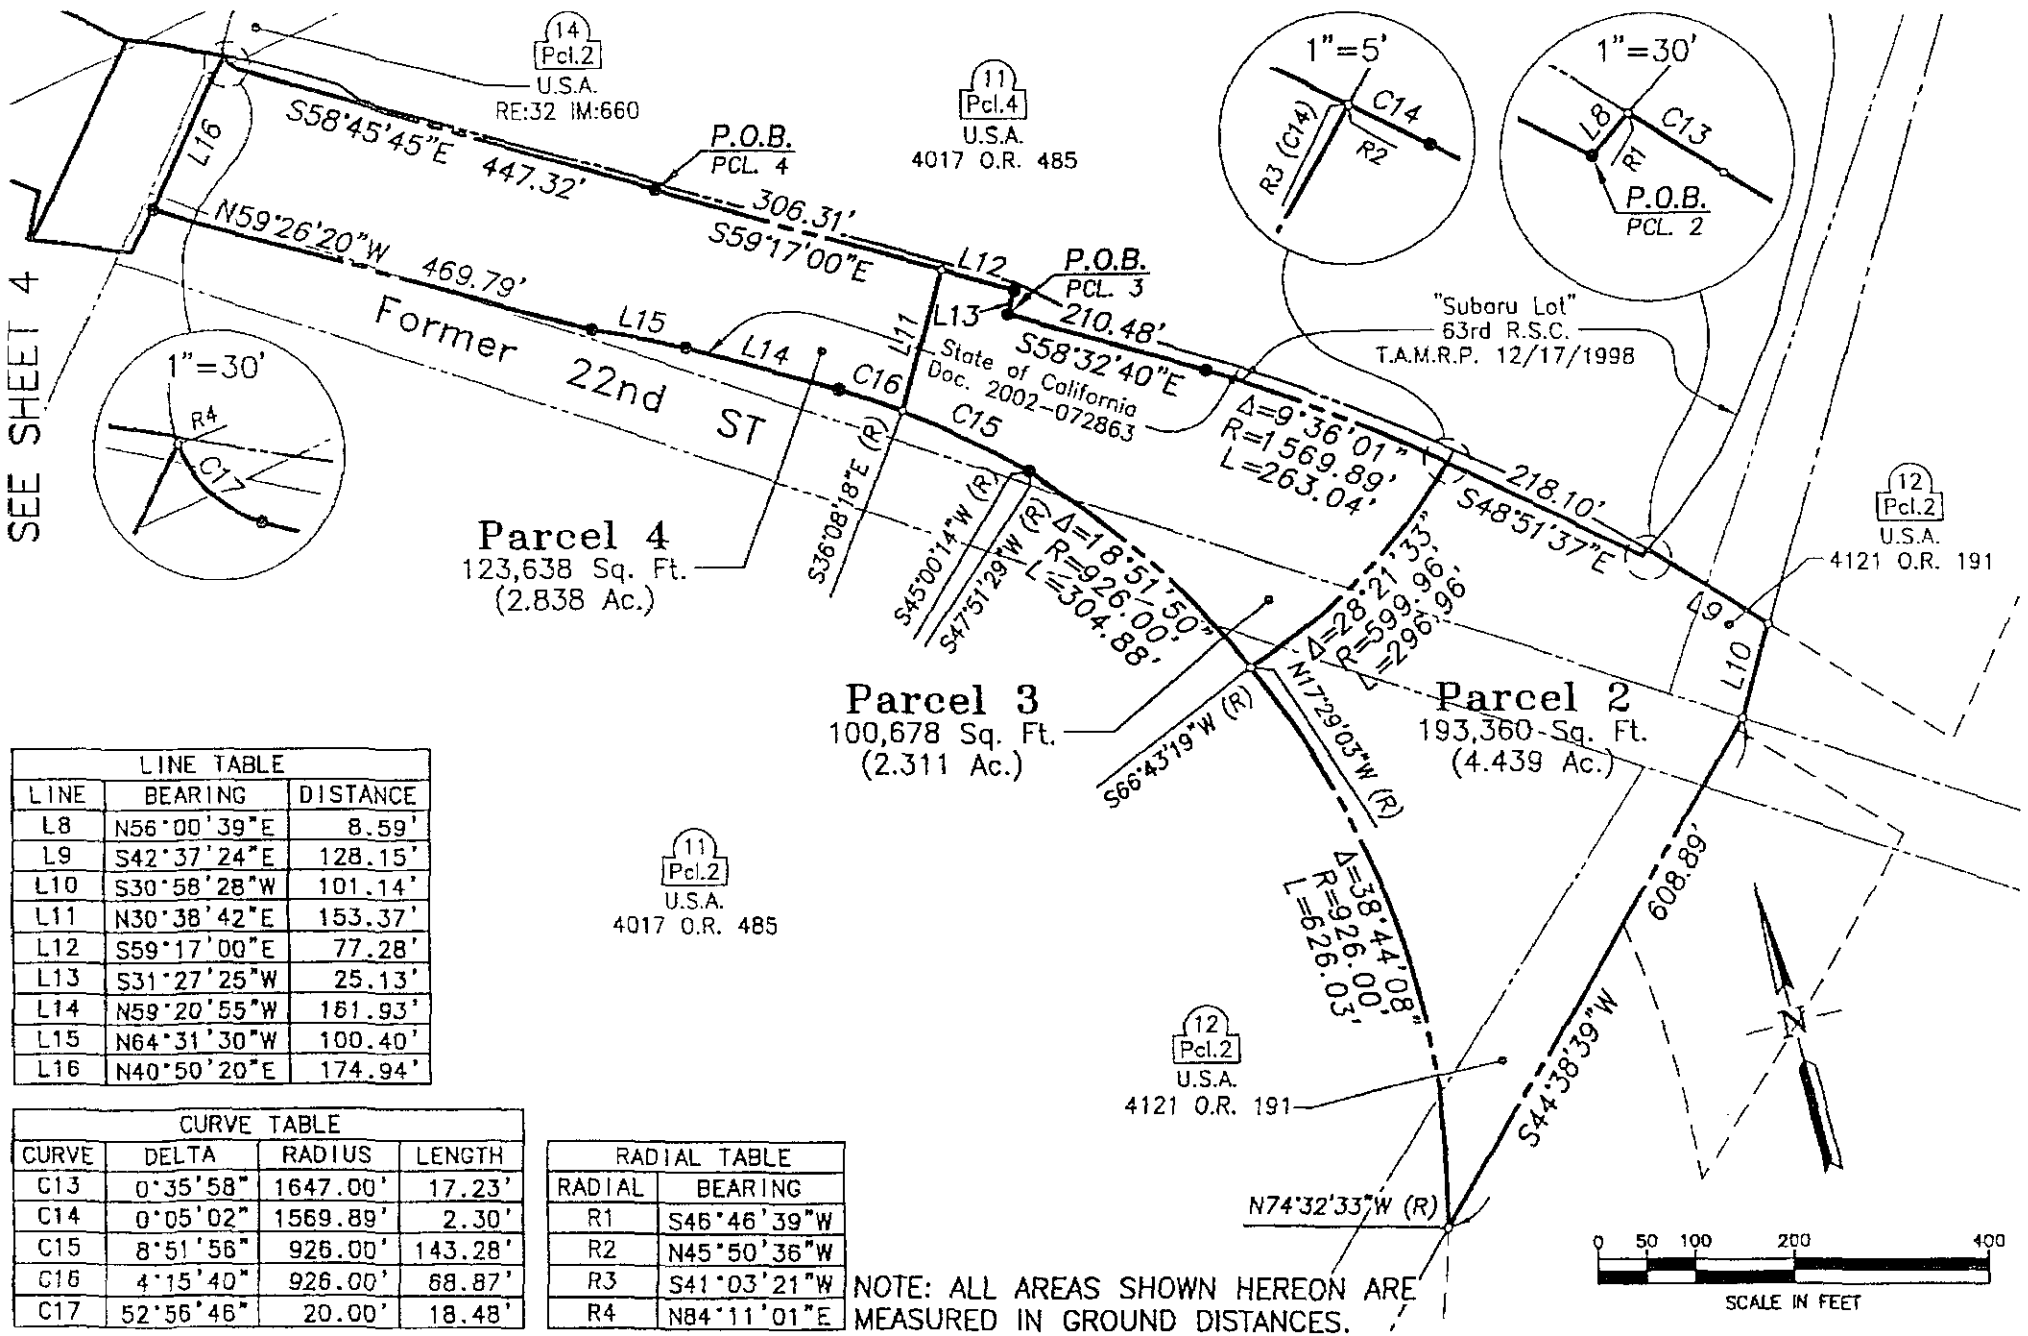 14
Pcl.2
U.S.A.
RE:32 IM:660
11
Pcl.4
U.S.A.
4017 O.R. 485
1"=5'
C14
R3 (C14)
R2
1"=30'
L8
C13
R1
P.O.B.
PCL. 2
L16
S58°45'45"E 447.32'
P.O.B.
PCL. 4
306.31'
S59°17'00"E
L12
P.O.B.
PCL. 3
L13
210.48'
S58°32'40"E
"Subaru Lot"
63rd R.S.C.
T.A.M.R.P. 12/17/1998
N59°26'20"W 469.79'
L15
L14
C16
L11
C15
State of California
Doc. 2002-072863
Former 22nd ST
SEE SHEET 4
1"=30'
R4
C17
Δ=9°36'01"
R=1569.89'
L=263.04'
218.10'
S48°51'37"E
12
Pcl.2
U.S.A.
4121 O.R. 191
L9
L10
Parcel 4
123,638 Sq. Ft.
(2.838 Ac.)
S36°08'18"E (R)
S45°00'14"W (R)
S47°51'29"W (R)
Δ=18°51'50"
R=926.00'
L=304.88'
Δ=28°21'33"
R=599.96'
L=296.96'
Parcel 3
100,678 Sq. Ft.
(2.311 Ac.)
S66°43'19"W (R)
N17°29'03"W (R)
Parcel 2
193,360 Sq. Ft.
(4.439 Ac.)
608.89'
S44°38'39"W
Δ=38°44'08"
R=926.00'
L=626.03'
11
Pcl.2
U.S.A.
4017 O.R. 485
12
Pcl.2
U.S.A.
4121 O.R. 191
N74°32'33"W (R)
N
LINE TABLE
LINE BEARING DISTANCE
L8 N56°00'39"E 8.59'
L9 S42°37'24"E 128.15'
L10 S30°58'28"W 101.14'
L11 N30°38'42"E 153.37'
L12 S59°17'00"E 77.28'
L13 S31°27'25"W 25.13'
L14 N59°20'55"W 161.93'
L15 N64°31'30"W 100.40'
L16 N40°50'20"E 174.94'
CURVE TABLE
CURVE DELTA RADIUS LENGTH
C13 0°35'58" 1647.00' 17.23'
C14 0°05'02" 1569.89' 2.30'
C15 8°51'56" 926.00' 143.28'
C16 4°15'40" 926.00' 68.87'
C17 52°56'46" 20.00' 18.48'
RADIAL TABLE
RADIAL BEARING
R1 S46°46'39"W
R2 N45°50'36"W
R3 S41°03'21"W
R4 N84°11'01"E
NOTE: ALL AREAS SHOWN HEREON ARE
MEASURED IN GROUND DISTANCES.
0 50 100 200 400
SCALE IN FEET